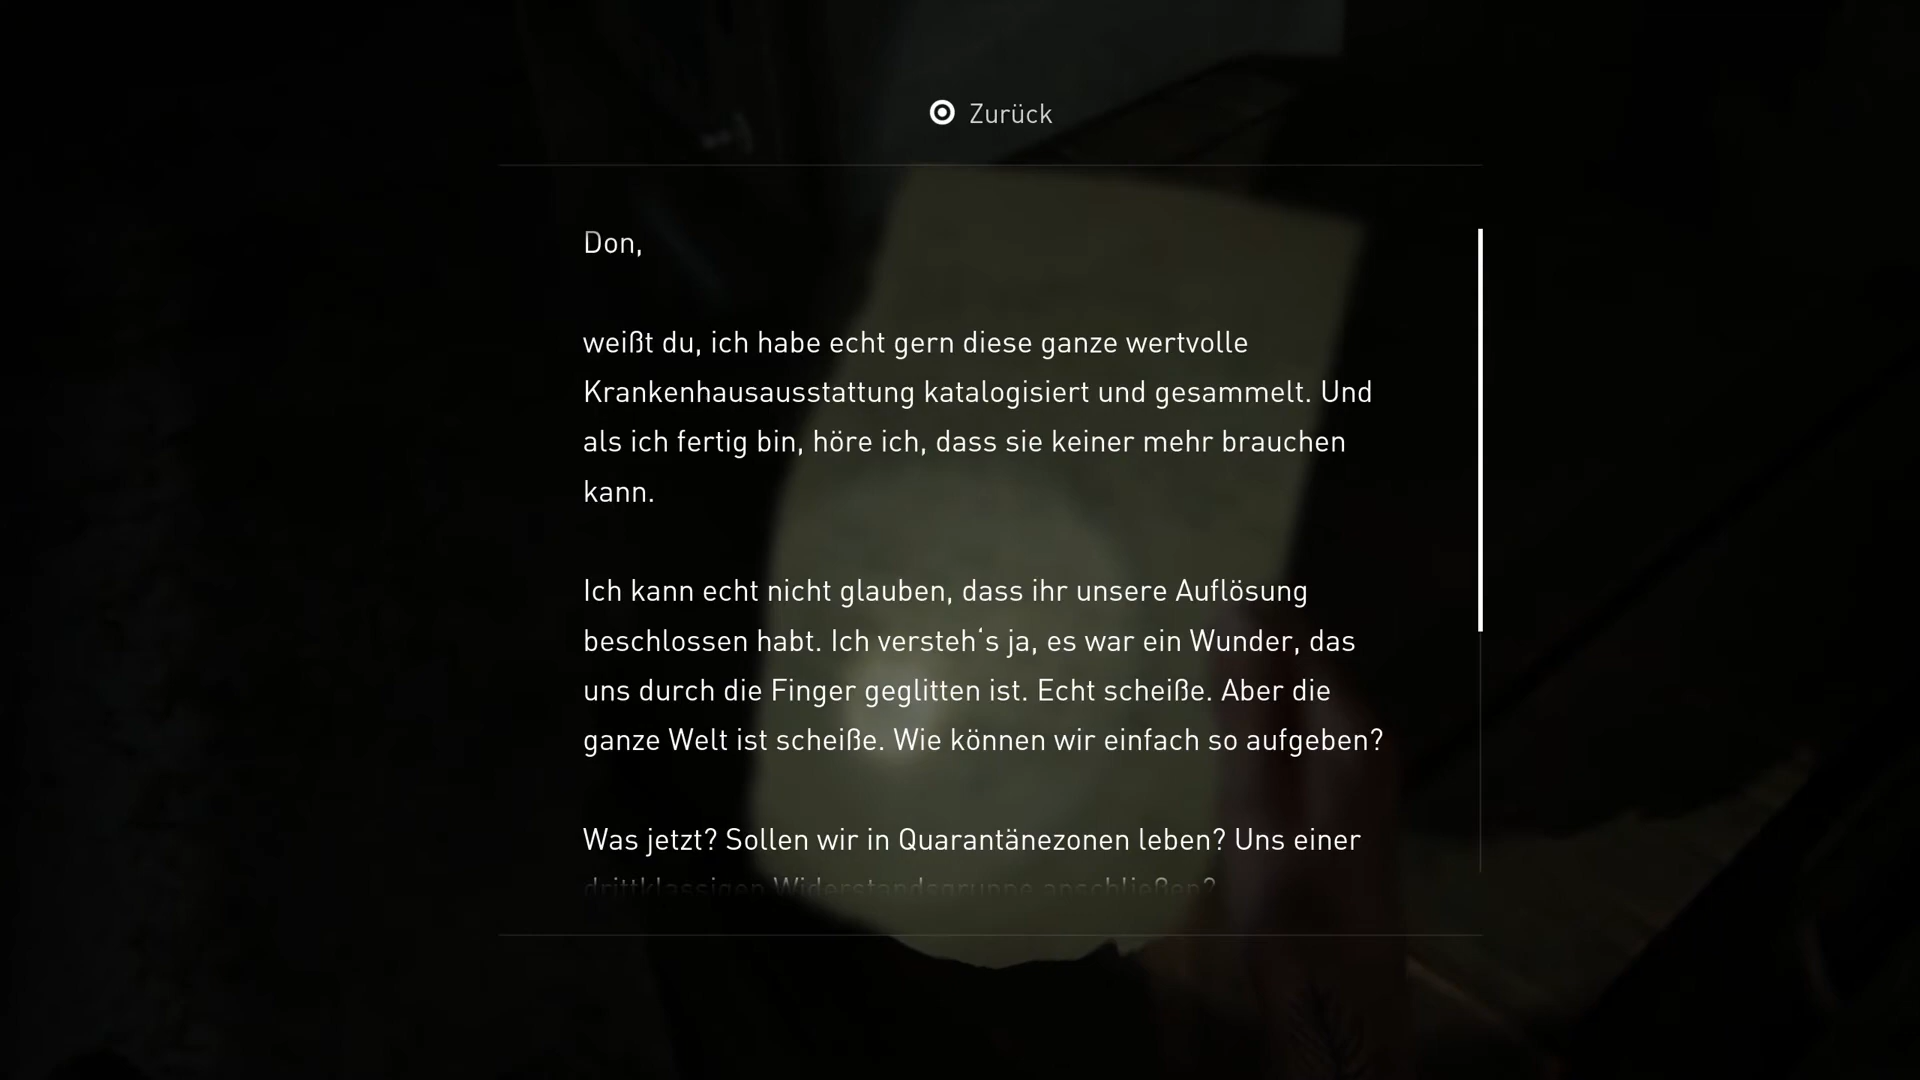 Zurück
Don,
weißt du, ich habe echt gern diese ganze wertvolle
Krankenhausausstattung katalogisiert und gesammelt. Und
als ich fertig bin, höre ich, dass sie keiner mehr brauchen
kann.
Ich kann echt nicht glauben, dass ihr unsere Auflösung
beschlossen habt. Ich versteh‘s ja, es war ein Wunder, das
uns durch die Finger geglitten ist. Echt scheiße. Aber die
ganze Welt ist scheiße. Wie können wir einfach so aufgeben?
Was jetzt? Sollen wir in Quarantänezonen leben? Uns einer
drittklassigen Widerstandsgruppe anschließen?